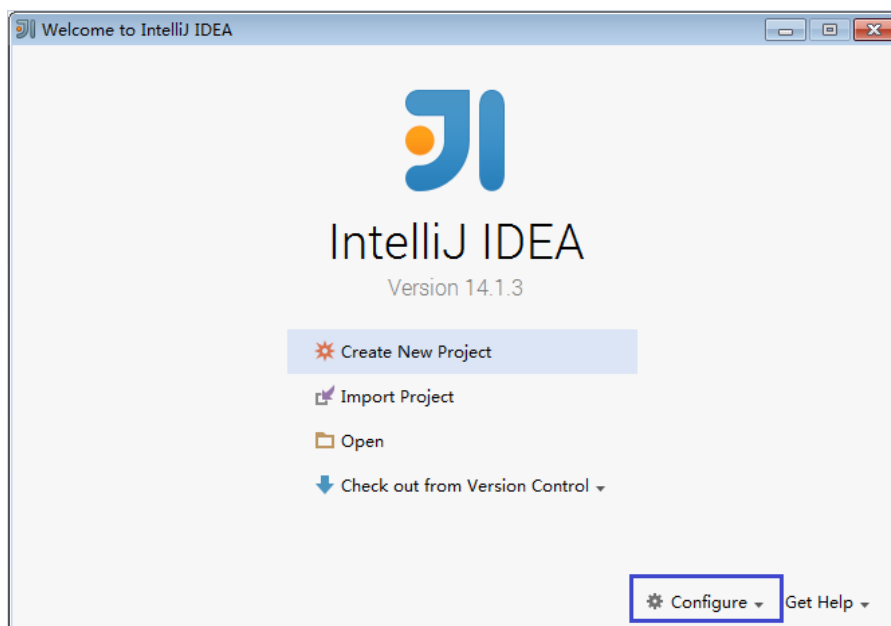 Welcome to IntelliJ IDEA
IntelliJ IDEA
Version 14.1.3
Create New Project
Import Project
Open
Check out from Version Control
Configure Get Help